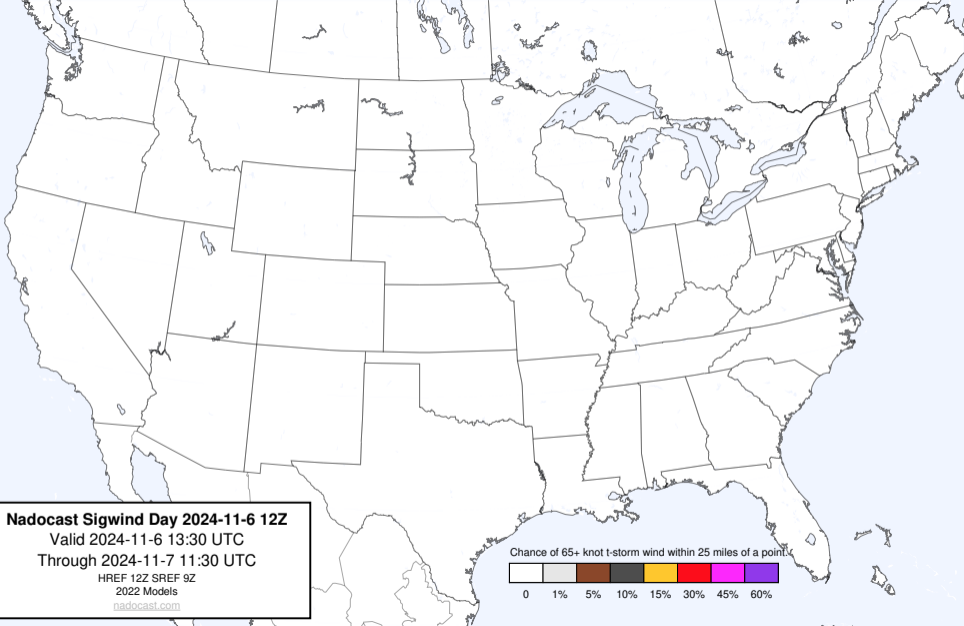 Nadocast Sigwind Day 2024-11-6 12Z
Valid 2024-11-6 13:30 UTC
Through 2024-11-7 11:30 UTC
HREF 12Z SREF 9Z
2022 Models
nadocast.com
Chance of 65+ knot t-storm wind within 25 miles of a point.
0 1% 5% 10% 15% 30% 45% 60%